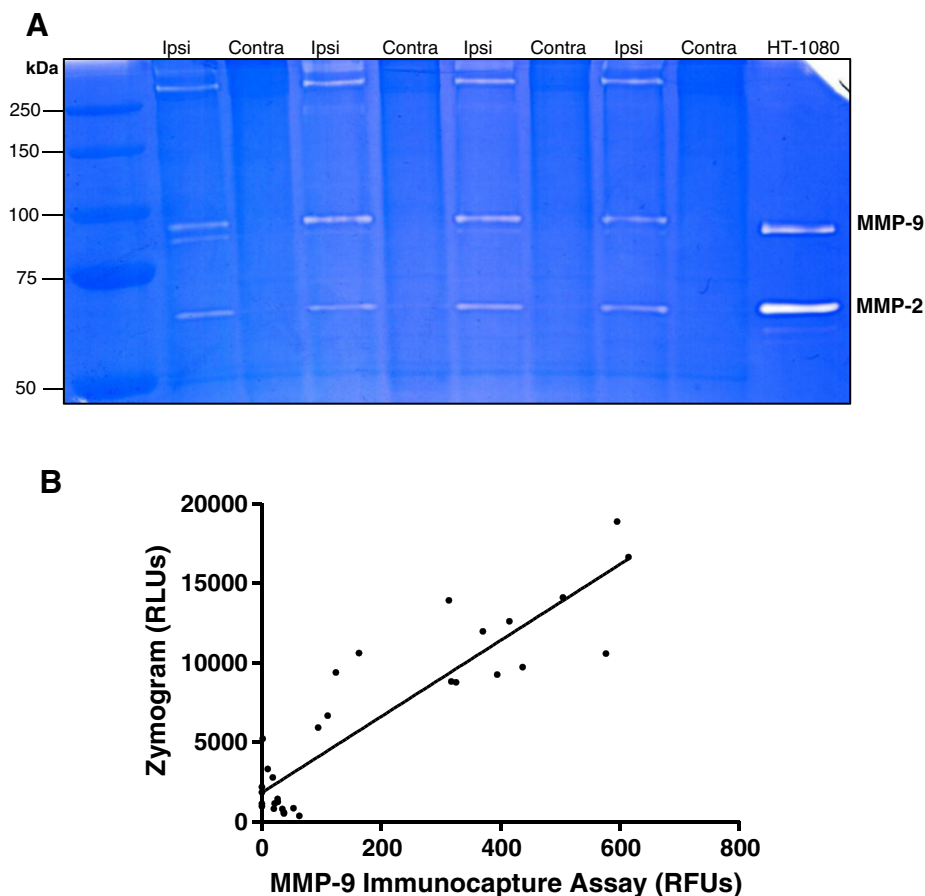 A
Ipsi Contra Ipsi Contra Ipsi Contra Ipsi Contra HT-1080
kDa
250
150
100
MMP-9
75
MMP-2
50
B
20000
15000
10000
5000
0
0 200 400 600 800
Zymogram (RLUs)
MMP-9 Immunocapture Assay (RFUs)